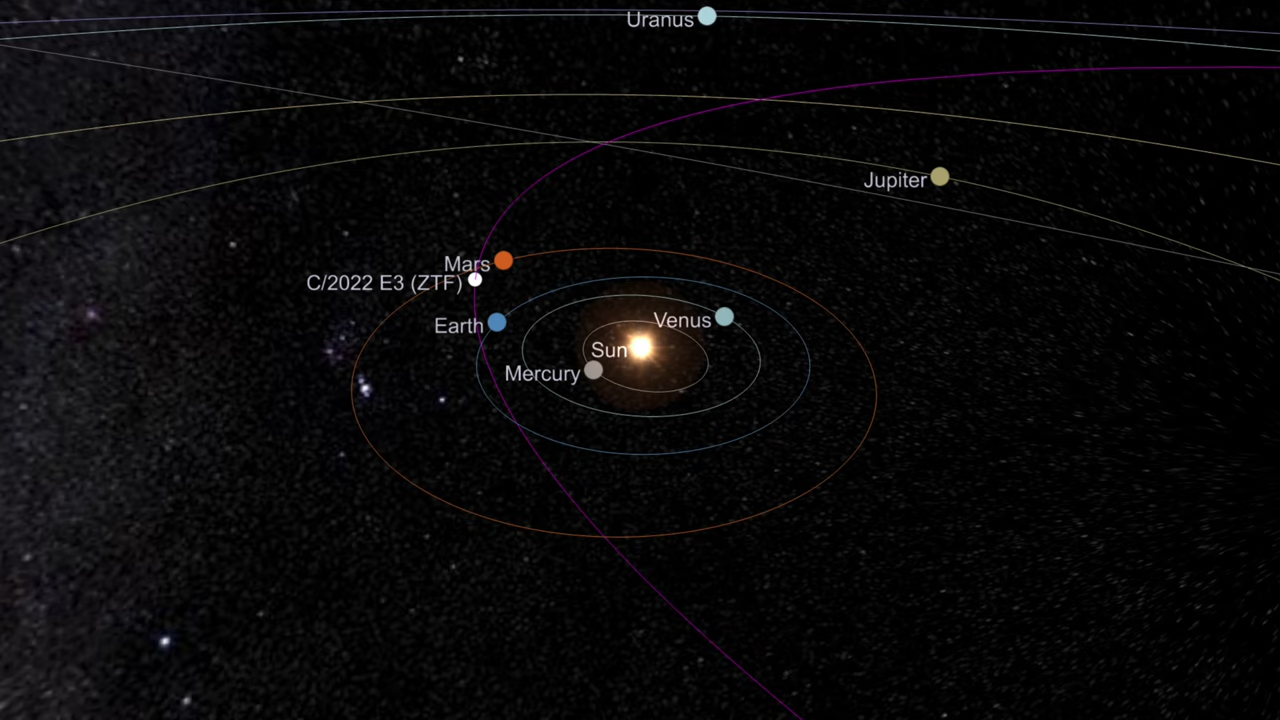 Uranus
Jupiter
Mars
C/2022 E3 (ZTF)
Earth
Venus
Sun
Mercury